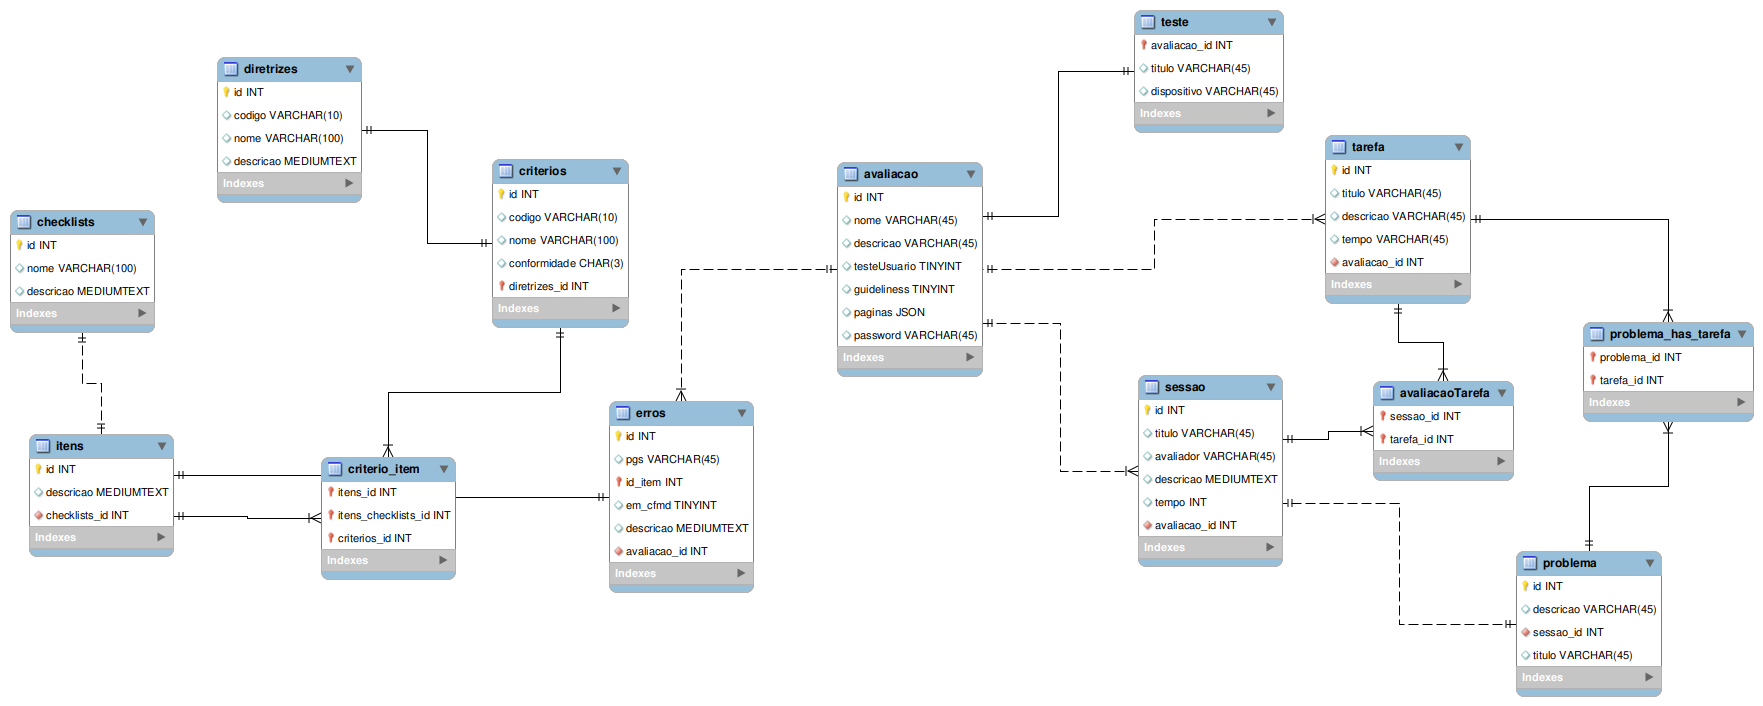 diretrizes
id INT
codigo VARCHAR(10)
nome VARCHAR(100)
descricao MEDIUMTEXT
Indexes
checklists
id INT
nome VARCHAR(100)
descricao MEDIUMTEXT
Indexes
criterios
id INT
codigo VARCHAR(10)
nome VARCHAR(100)
conformidade CHAR(3)
diretrizes_id INT
Indexes
itens
id INT
descricao MEDIUMTEXT
checklists_id INT
Indexes
criterio_item
itens_id INT
itens_checklists_id INT
criterios_id INT
Indexes
erros
id INT
pgs VARCHAR(45)
id_item INT
em_cfmd TINYINT
descricao MEDIUMTEXT
avaliacao_id INT
Indexes
avaliacao
id INT
nome VARCHAR(45)
descricao VARCHAR(45)
testeUsuario TINYINT
guideliness TINYINT
paginas JSON
password VARCHAR(45)
Indexes
teste
avaliacao_id INT
titulo VARCHAR(45)
dispositivo VARCHAR(45)
Indexes
tarefa
id INT
titulo VARCHAR(45)
descricao VARCHAR(45)
tempo VARCHAR(45)
avaliacao_id INT
Indexes
sessao
id INT
titulo VARCHAR(45)
avaliador VARCHAR(45)
descricao MEDIUMTEXT
tempo INT
avaliacao_id INT
Indexes
avaliacaoTarefa
sessao_id INT
tarefa_id INT
Indexes
problema_has_tarefa
problema_id INT
tarefa_id INT
Indexes
problema
id INT
descricao VARCHAR(45)
sessao_id INT
titulo VARCHAR(45)
Indexes